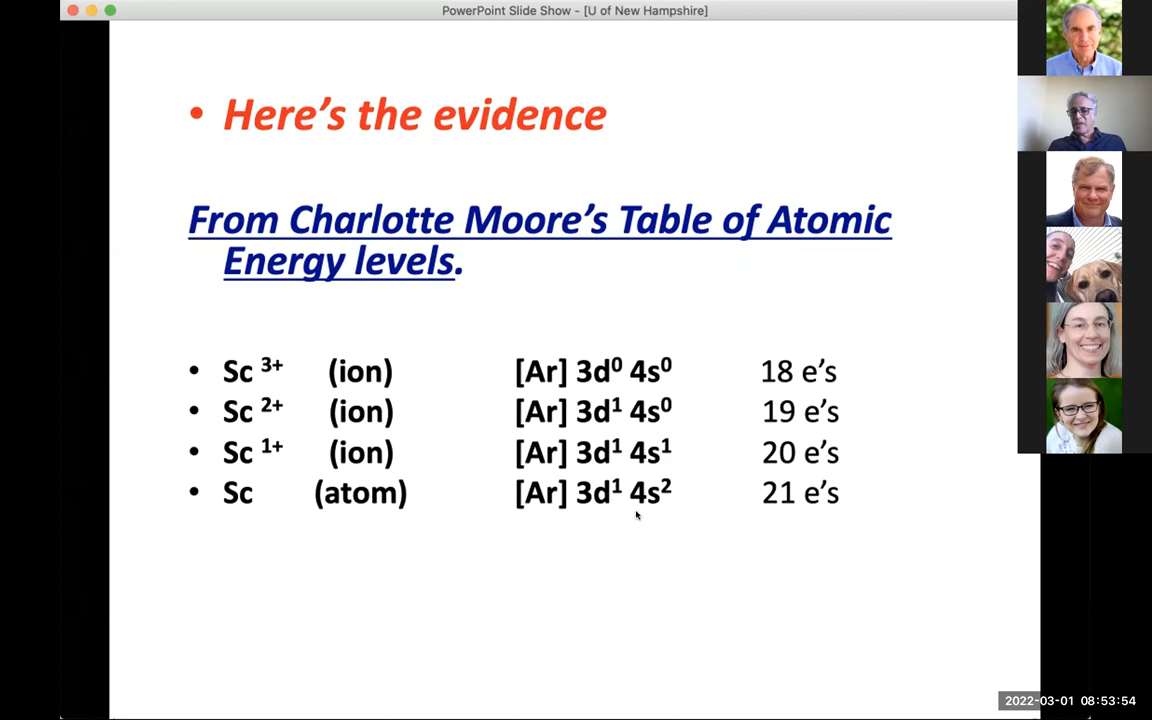 PowerPoint Slide Show - [U of New Hampshire]
• Here's the evidence
From Charlotte Moore's Table of Atomic
Energy levels.
• Sc ³⁺ (ion) [Ar] 3d⁰ 4s⁰ 18 e's
• Sc ²⁺ (ion) [Ar] 3d¹ 4s⁰ 19 e's
• Sc ¹⁺ (ion) [Ar] 3d¹ 4s¹ 20 e's
• Sc (atom) [Ar] 3d¹ 4s² 21 e's
2022-03-01 08:53:54